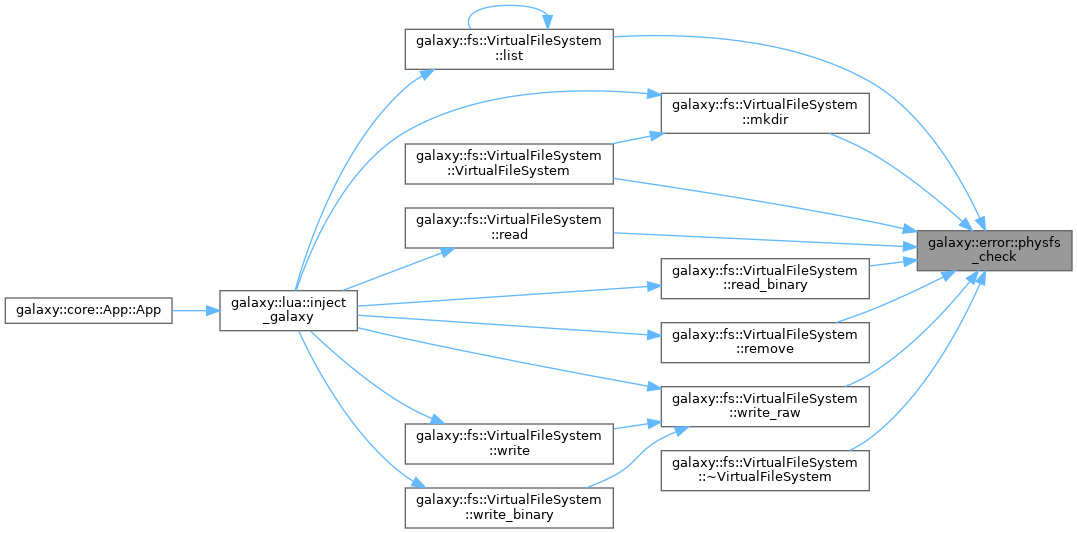 galaxy::fs::VirtualFileSystem
::list
galaxy::fs::VirtualFileSystem
::mkdir
galaxy::fs::VirtualFileSystem
::VirtualFileSystem
galaxy::fs::VirtualFileSystem
::read
galaxy::error::physfs
_check
galaxy::fs::VirtualFileSystem
::read_binary
galaxy::core::App::App
galaxy::lua::inject
_galaxy
galaxy::fs::VirtualFileSystem
::remove
galaxy::fs::VirtualFileSystem
::write_raw
galaxy::fs::VirtualFileSystem
::write
galaxy::fs::VirtualFileSystem
::~VirtualFileSystem
galaxy::fs::VirtualFileSystem
::write_binary